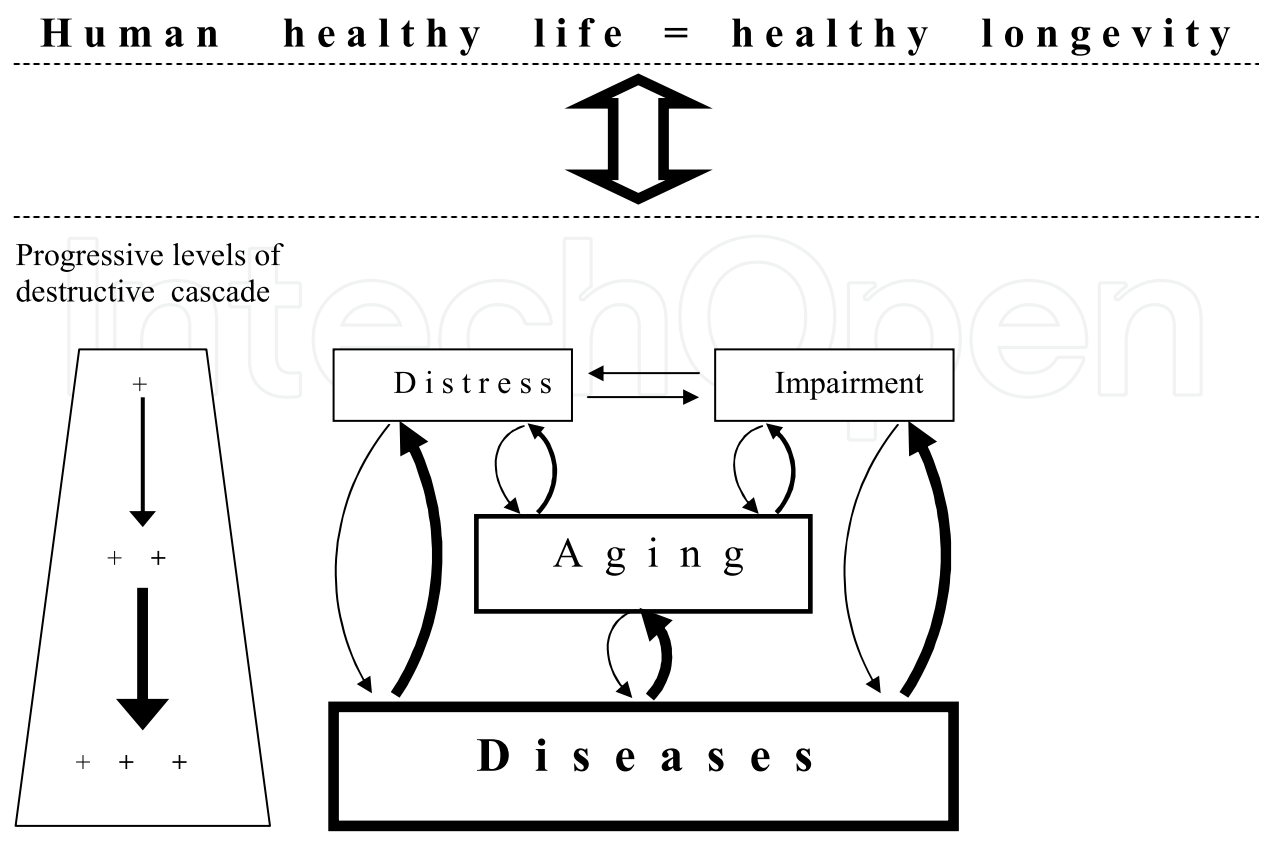 Human healthy life = healthy longevity
Progressive levels of
destructive cascade
IntechOpen
+
Distress
Impairment
+ +
Aging
+ + +
Diseases